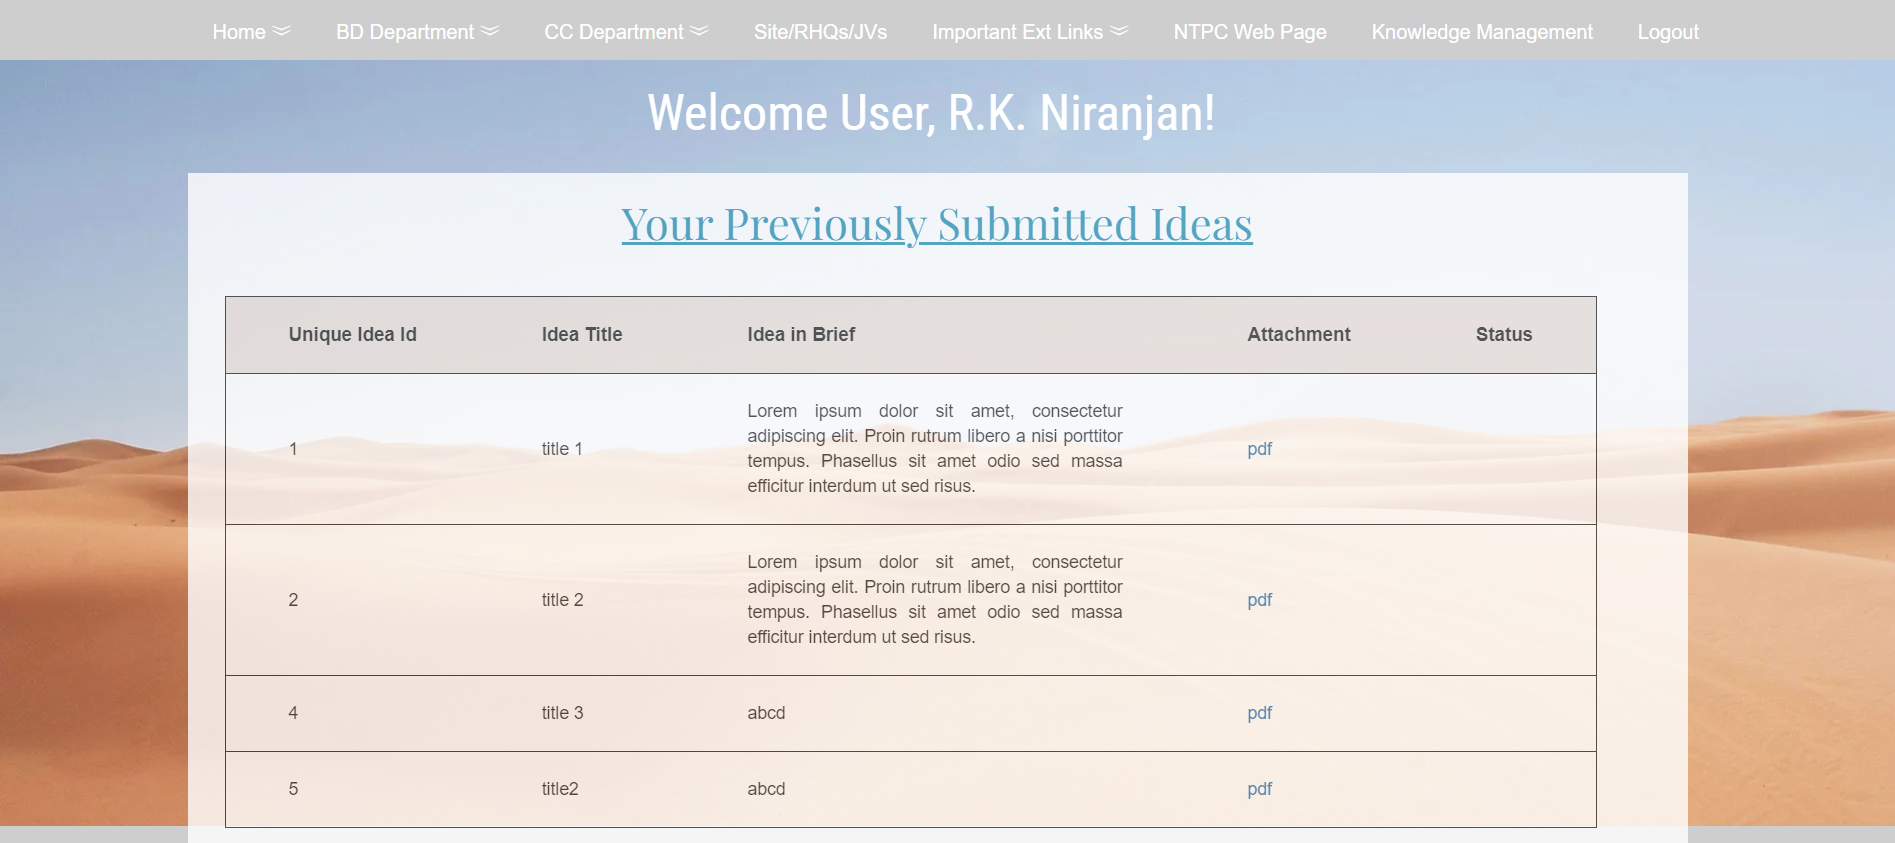 Home BD Department CC Department Site/RHQs/JVs Important Ext Links NTPC Web Page Knowledge Management Logout
Welcome User, R.K. Niranjan!
Your Previously Submitted Ideas
Unique Idea Id Idea Title Idea in Brief Attachment Status
Lorem ipsum dolor sit amet, consectetur
adipiscing elit. Proin rutrum libero a nisi porttitor
1 title 1 pdf
tempus. Phasellus sit amet odio sed massa
efficitur interdum ut sed risus.
Lorem ipsum dolor sit amet, consectetur
adipiscing elit. Proin rutrum libero a nisi porttitor
2 title 2 pdf
tempus. Phasellus sit amet odio sed massa
efficitur interdum ut sed risus.
4 title 3 abcd pdf
5 title2 abcd pdf